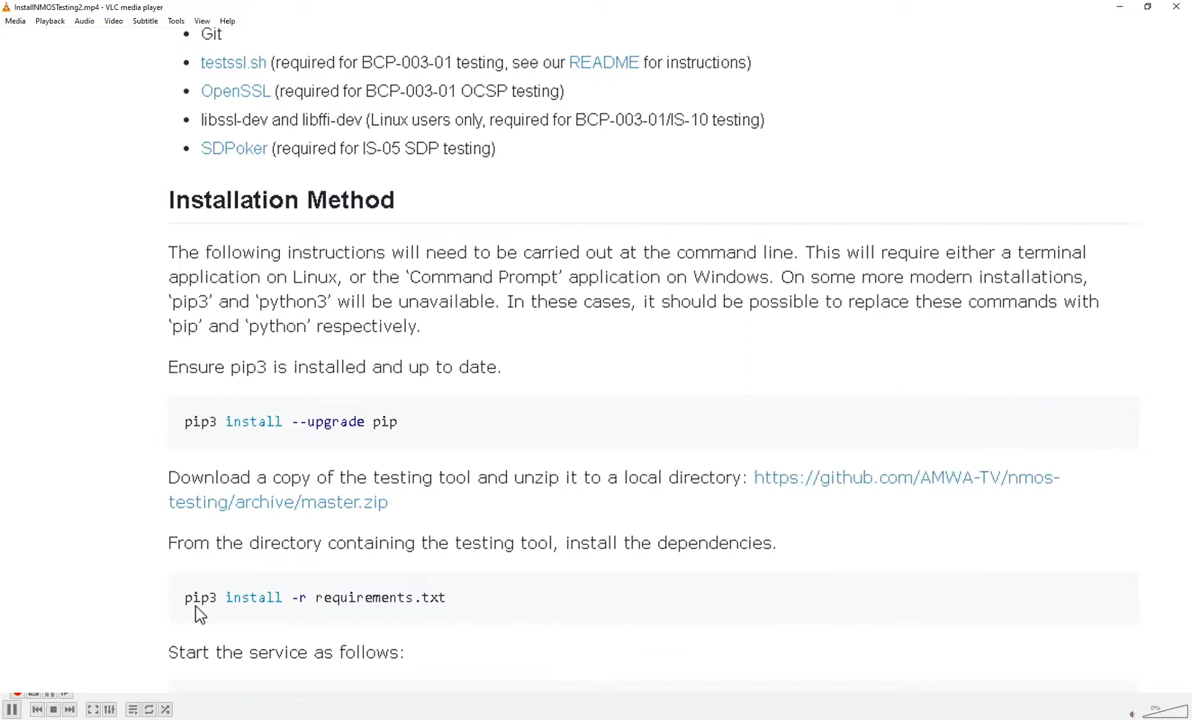 InstallNMOSTesting2.mp4 - VLC media player
Media Playback Audio Video Subtitle Tools View Help
• Git
• testssl.sh (required for BCP-003-01 testing, see our README for instructions)
• OpenSSL (required for BCP-003-01 OCSP testing)
• libssl-dev and libffi-dev (Linux users only, required for BCP-003-01/IS-10 testing)
• SDPoker (required for IS-05 SDP testing)
Installation Method
The following instructions will need to be carried out at the command line. This will require either a terminal
application on Linux, or the ‘Command Prompt’ application on Windows. On some more modern installations,
‘pip3’ and ‘python3’ will be unavailable. In these cases, it should be possible to replace these commands with
‘pip’ and ‘python’ respectively.
Ensure pip3 is installed and up to date.
pip3 install --upgrade pip
Download a copy of the testing tool and unzip it to a local directory: https://github.com/AMWA-TV/nmos-
testing/archive/master.zip
From the directory containing the testing tool, install the dependencies.
pip3 install -r requirements.txt
Start the service as follows:
0%